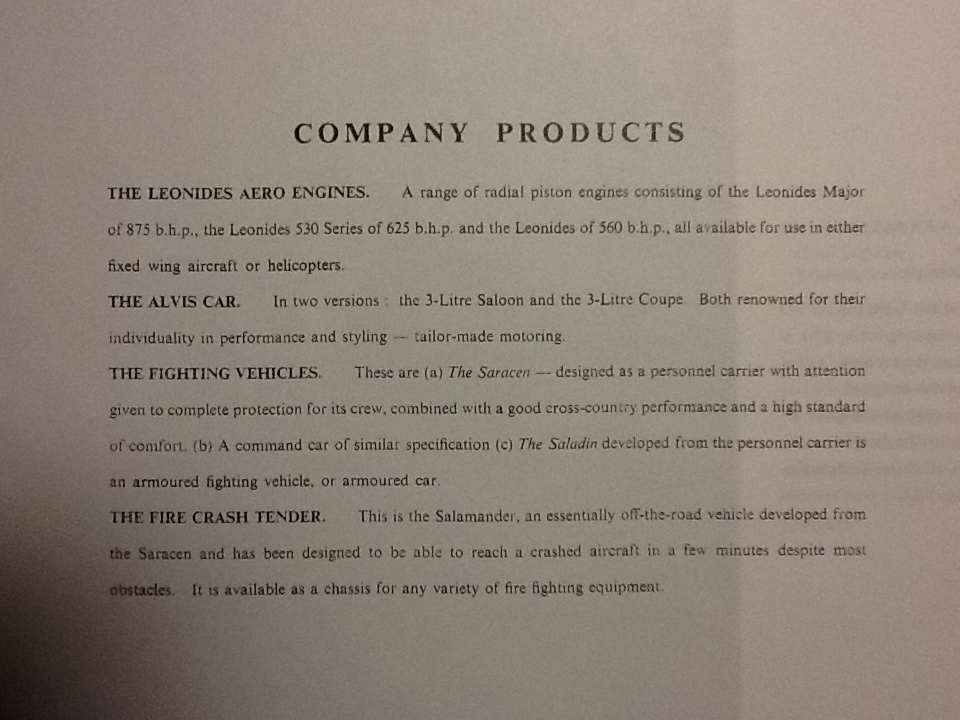 COMPANY PRODUCTS
THE LEONIDES AERO ENGINES. A range of radial piston engines consisting of the Leonides Major
of 875 b.h.p., the Leonides 530 Series of 625 b.h.p. and the Leonides of 560 b.h.p., all available for use in either
fixed wing aircraft or helicopters.
THE ALVIS CAR. In two versions : the 3-Litre Saloon and the 3-Litre Coupe. Both renowned for their
individuality in performance and styling — tailor-made motoring.
THE FIGHTING VEHICLES. These are (a) The Saracen — designed as a personnel carrier with attention
given to complete protection for its crew, combined with a good cross-country performance and a high standard
of comfort. (b) A command car of similar specification (c) The Saladin developed from the personnel carrier is
an armoured fighting vehicle, or armoured car.
THE FIRE CRASH TENDER. This is the Salamander, an essentially off-the-road vehicle developed from
the Saracen and has been designed to be able to reach a crashed aircraft in a few minutes despite most
obstacles. It is available as a chassis for any variety of fire fighting equipment.